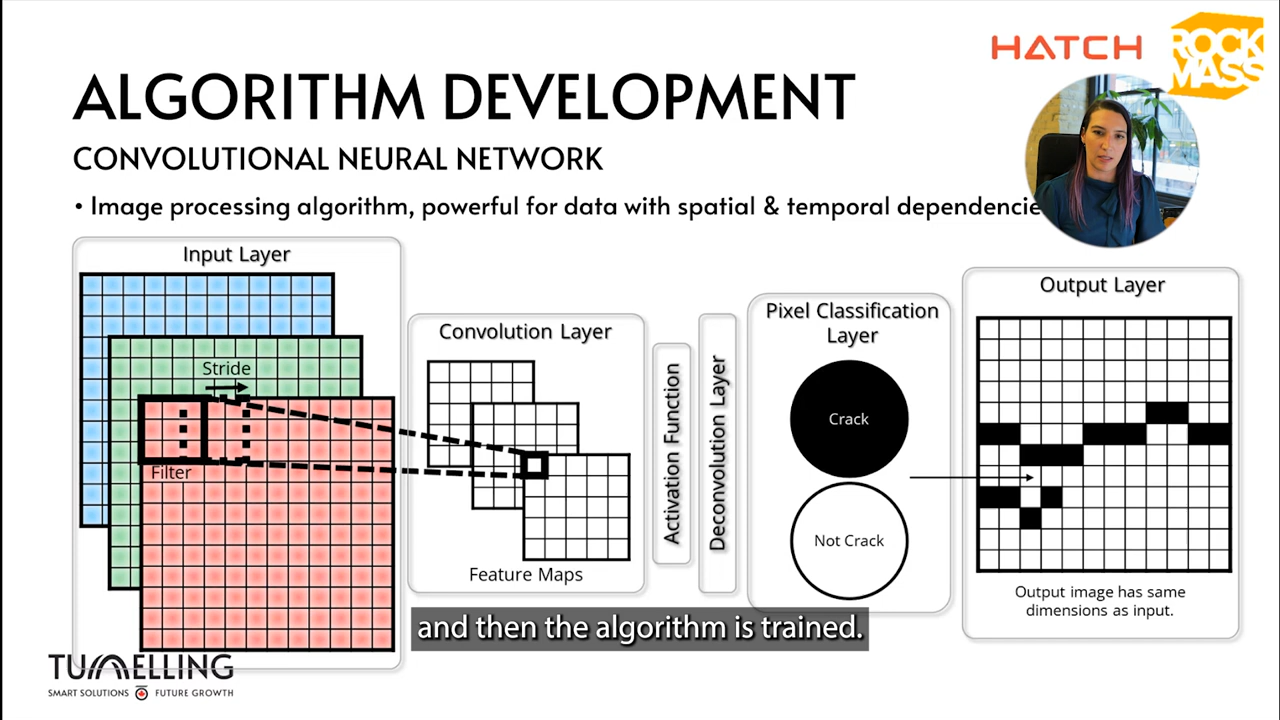 HATCH
ROCK
MASS
ALGORITHM DEVELOPMENT
CONVOLUTIONAL NEURAL NETWORK
• Image processing algorithm, powerful for data with spatial & temporal dependencie
Input Layer
Stride
Filter
Convolution Layer
Feature Maps
Activation Function
Deconvolution Layer
Pixel Classification
Layer
Crack
Not Crack
Output Layer
Output image has same
dimensions as input.
and then the algorithm is trained.
TUNNELLING
SMART SOLUTIONS FUTURE GROWTH